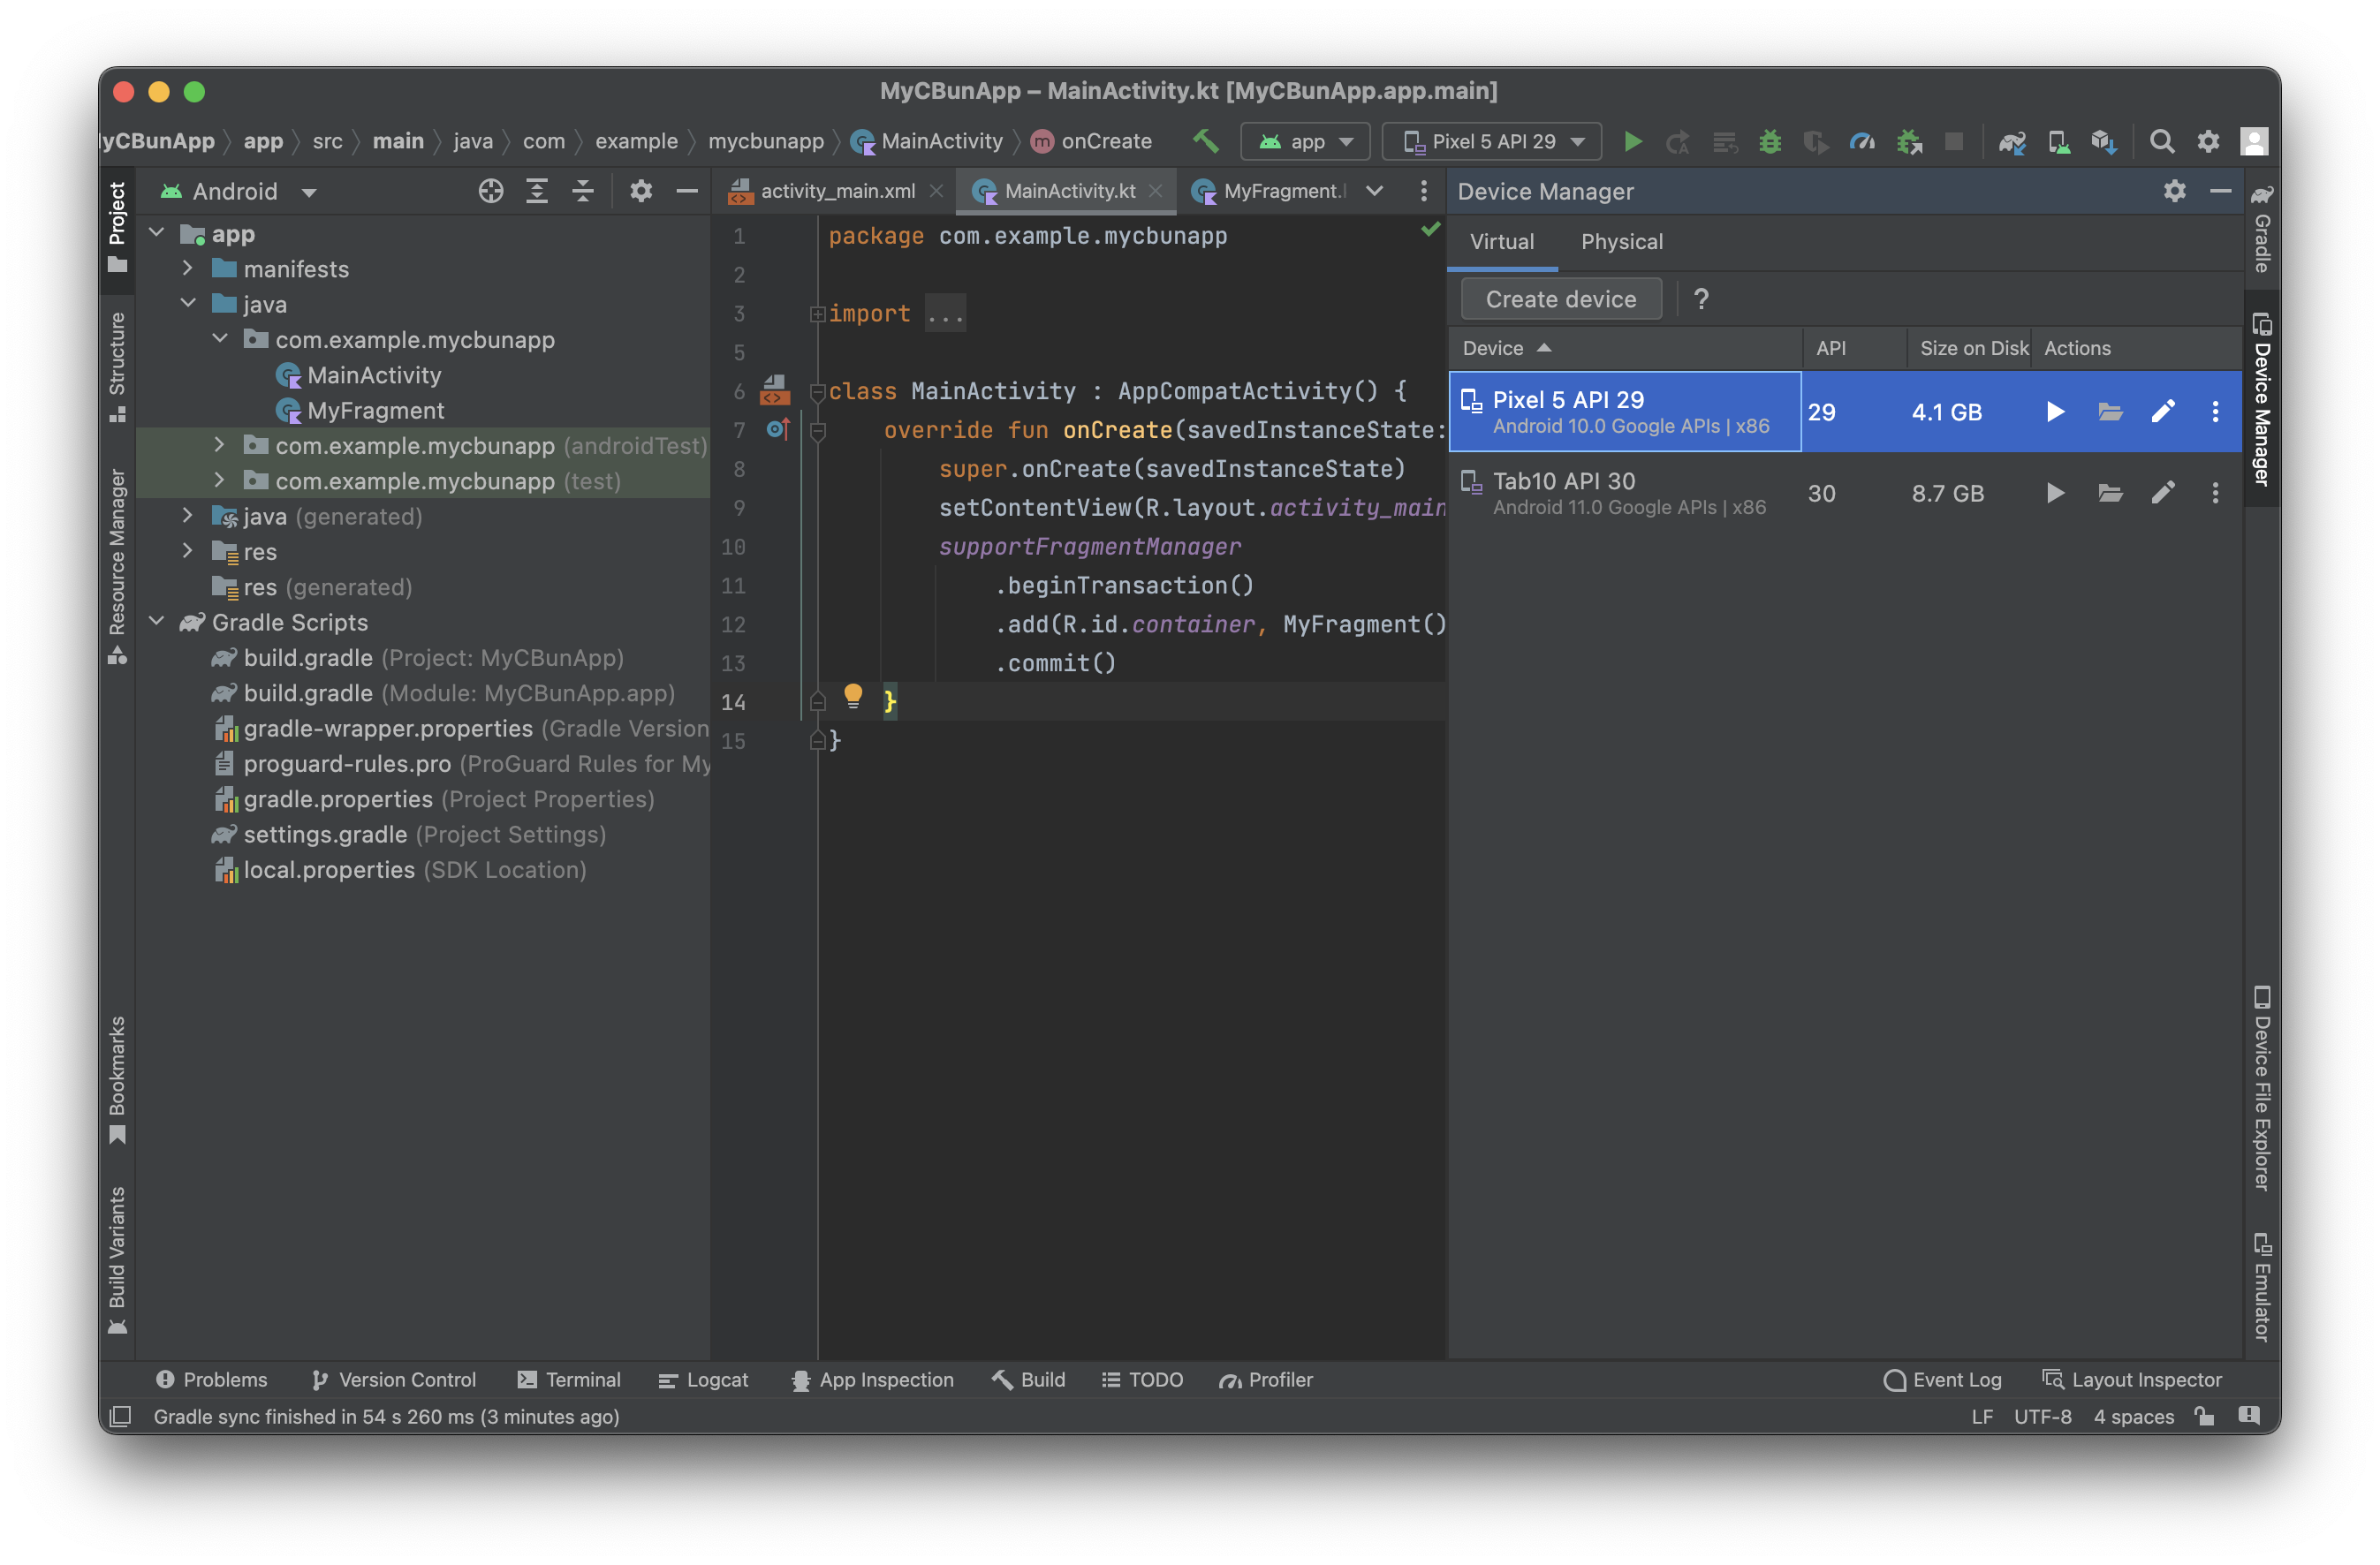 MyCBunApp – MainActivity.kt [MyCBunApp.app.main]
yCBunApp app src main java com example mycbunapp MainActivity m onCreate app Pixel 5 API 29
Project
Structure
Resource Manager
Bookmarks
Build Variants
Android
app
manifests
java
com.example.mycbunapp
MainActivity
MyFragment
com.example.mycbunapp (androidTest)
com.example.mycbunapp (test)
java (generated)
res
res (generated)
Gradle Scripts
build.gradle (Project: MyCBunApp)
build.gradle (Module: MyCBunApp.app)
gradle-wrapper.properties (Gradle Version
proguard-rules.pro (ProGuard Rules for My
gradle.properties (Project Properties)
settings.gradle (Project Settings)
local.properties (SDK Location)
activity_main.xml MainActivity.kt MyFragment.
1 package com.example.mycbunapp
2
3 import ...
5
6 class MainActivity : AppCompatActivity() {
7 override fun onCreate(savedInstanceState:
8 super.onCreate(savedInstanceState)
9 setContentView(R.layout.activity_main
10 supportFragmentManager
11 .beginTransaction()
12 .add(R.id.container, MyFragment()
13 .commit()
14 }
15 }
Device Manager
Virtual Physical
Create device ?
Device API Size on Disk Actions
Pixel 5 API 29 29 4.1 GB
Android 10.0 Google APIs | x86
Tab10 API 30 30 8.7 GB
Android 11.0 Google APIs | x86
Gradle
Device Manager
Device File Explorer
Emulator
Problems Version Control Terminal Logcat App Inspection Build TODO Profiler Event Log Layout Inspector
Gradle sync finished in 54 s 260 ms (3 minutes ago) LF UTF-8 4 spaces